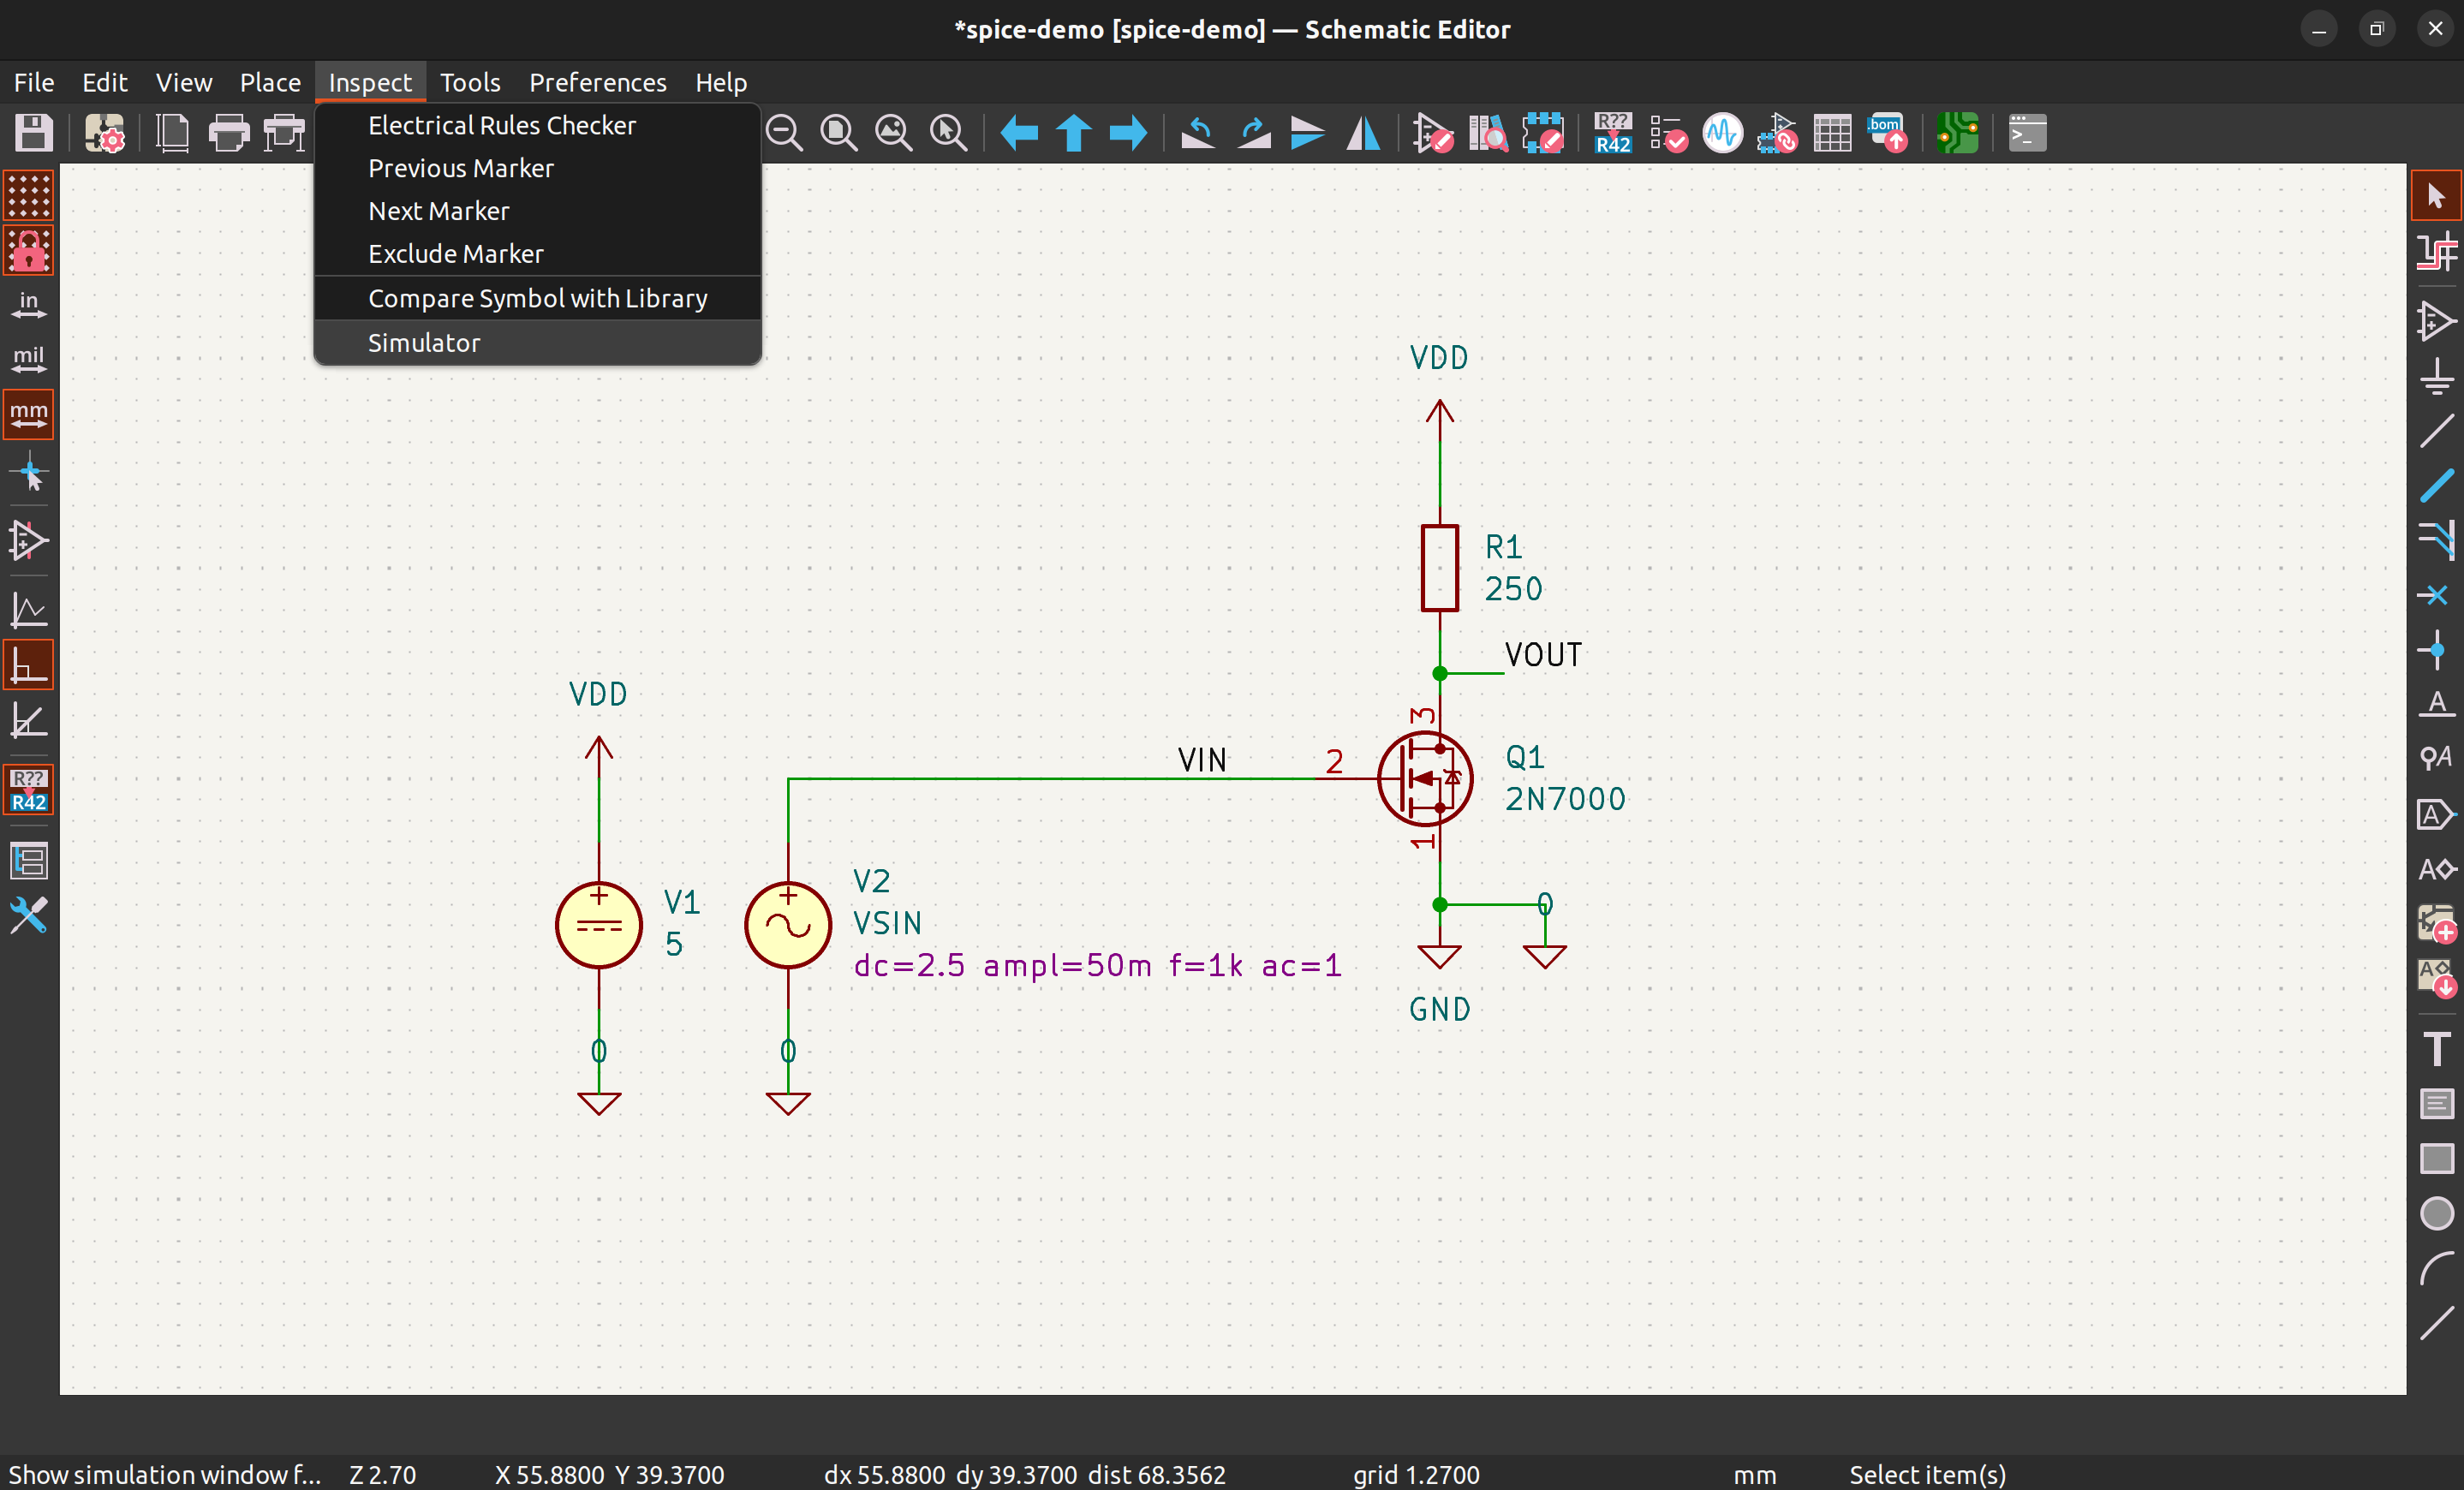 *spice-demo [spice-demo] — Schematic Editor
File Edit View Place Inspect Tools Preferences Help
Electrical Rules Checker
Previous Marker
Next Marker
Exclude Marker
Compare Symbol with Library
Simulator
R??
R42
.bom
>_
in
mil
mm
R??
R42
A
A
A
A
A
T
VDD
R1
250
VOUT
3
VDD
VIN
2
Q1
2N7000
1
V1
5
V2
VSIN
dc=2.5 ampl=50m f=1k ac=1
0
GND
0
0
Show simulation window f... Z 2.70 X 55.8800 Y 39.3700 dx 55.8800 dy 39.3700 dist 68.3562 grid 1.2700 mm Select item(s)